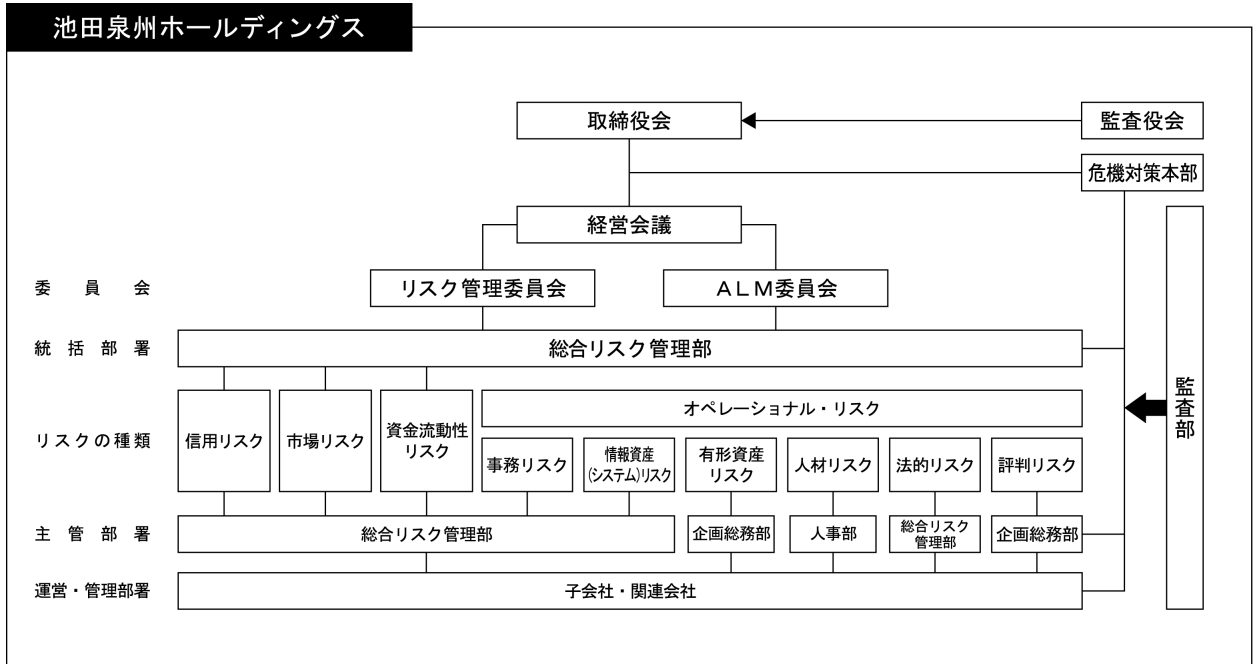 池田泉州ホールディングス
取締役会
監査役会
危機対策本部
経営会議
委員会
リスク管理委員会
ALM委員会
統括部署
総合リスク管理部
監査部
リスクの種類
信用リスク
市場リスク
資金流動性
リスク
オペレーショナル・リスク
事務リスク
情報資産
(システム)リスク
有形資産
リスク
人材リスク
法的リスク
評判リスク
主管部署
総合リスク管理部
企画総務部
人事部
総合リスク
管理部
企画総務部
運営・管理部署
子会社・関連会社